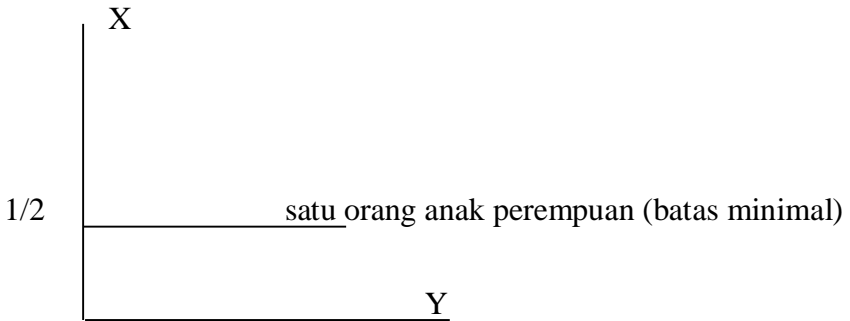 X
1/2 satu orang anak perempuan (batas minimal)
Y